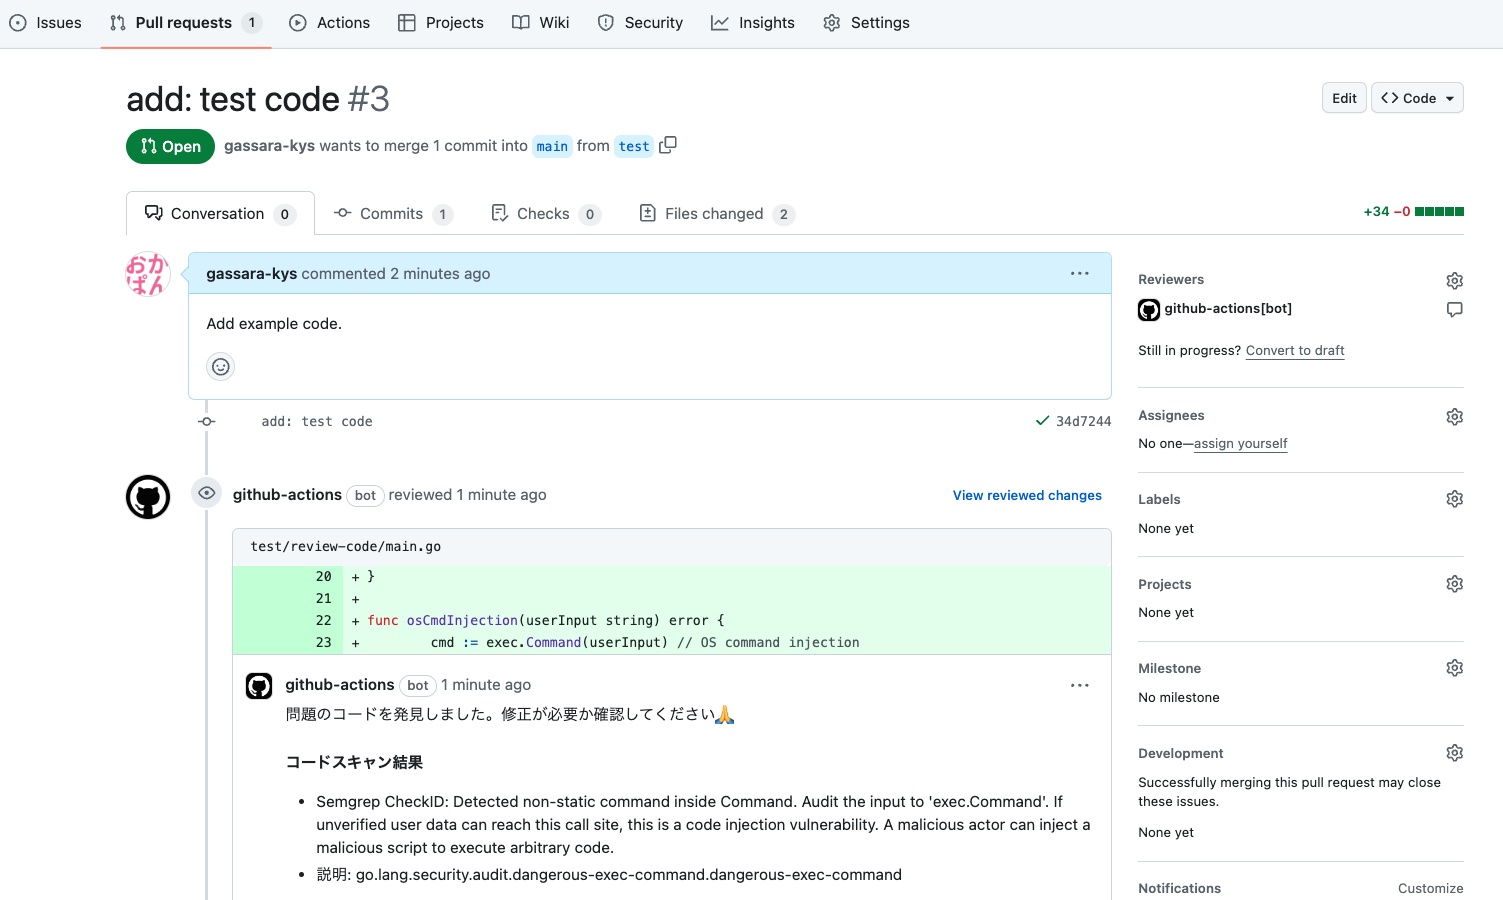 Issues Pull requests 1 Actions Projects Wiki Security Insights Settings
add: test code #3
Edit
Code
Open gassara-kys wants to merge 1 commit into main from test
Conversation 0 Commits 1 Checks 0 Files changed 2
+34 −0
おか
ぱん
gassara-kys commented 2 minutes ago
Add example code.
add: test code 34d7244
github-actions bot reviewed 1 minute ago View reviewed changes
test/review-code/main.go
20 + }
21 +
22 + func osCmdInjection(userInput string) error {
23 + cmd := exec.Command(userInput) // OS command injection
github-actions bot 1 minute ago
問題のコードを発見しました。修正が必要か確認してください🙏
コードスキャン結果
• Semgrep CheckID: Detected non-static command inside Command. Audit the input to 'exec.Command'. If
unverified user data can reach this call site, this is a code injection vulnerability. A malicious actor can inject a
malicious script to execute arbitrary code.
• 説明: go.lang.security.audit.dangerous-exec-command.dangerous-exec-command
Reviewers
github-actions[bot]
Still in progress? Convert to draft
Assignees
No one—assign yourself
Labels
None yet
Projects
None yet
Milestone
No milestone
Development
Successfully merging this pull request may close
these issues.
None yet
Notifications Customize